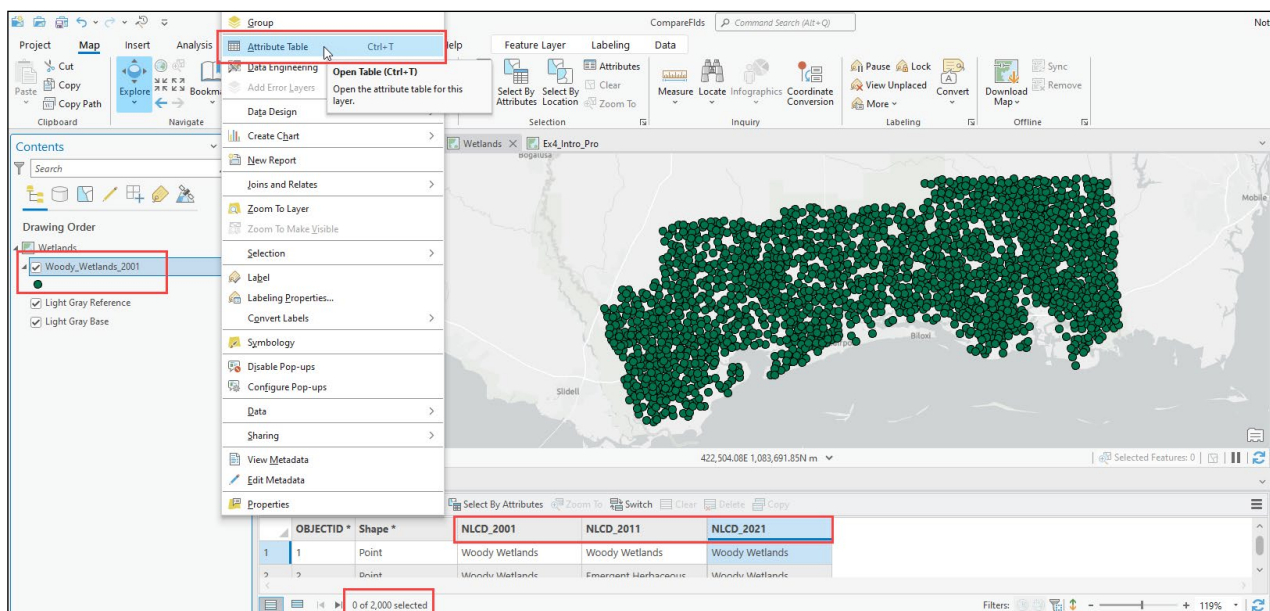 Group
CompareFlds
Command Search (Alt+Q)
Not
Project Map Insert Analysis
Attribute Table Ctrl+T
elp
Feature Layer Labeling Data
Cut
Copy
Copy Path
Paste
Explore
Bookm
Data Engineering
Add Error Layers
Open Table (Ctrl+T)
Open the attribute table for this
layer.
Select By
Attributes
Select By
Location
Attributes
Clear
Zoom To
Measure Locate Infographics Coordinate
Conversion
Pause Lock
View Unplaced
More
Convert
Download
Map
Sync
Remove
Clipboard Navigate Selection Inquiry Labeling Offline
Data Design
Create Chart
New Report
Joins and Relates
Zoom To Layer
Zoom To Make Visible
Selection
Label
Labeling Properties...
Convert Labels
Symbology
Disable Pop-ups
Configure Pop-ups
Data
Sharing
View Metadata
Edit Metadata
Properties
Contents
Search
Drawing Order
Wetlands
Woody_Wetlands_2001
Light Gray Reference
Light Gray Base
Wetlands Ex4_Intro_Pro
Bogalusa
Mobile
Biloxi
Slidell
422,504.08E 1,083,691.85N m
Selected Features: 0
Select By Attributes Zoom To Switch Clear Delete Copy
OBJECTID * Shape * NLCD_2001 NLCD_2011 NLCD_2021
1 1 Point Woody Wetlands Woody Wetlands Woody Wetlands
2 2 Point Woody Wetlands Emergent Herbaceous Woody Wetlands
0 of 2,000 selected
Filters:
119%